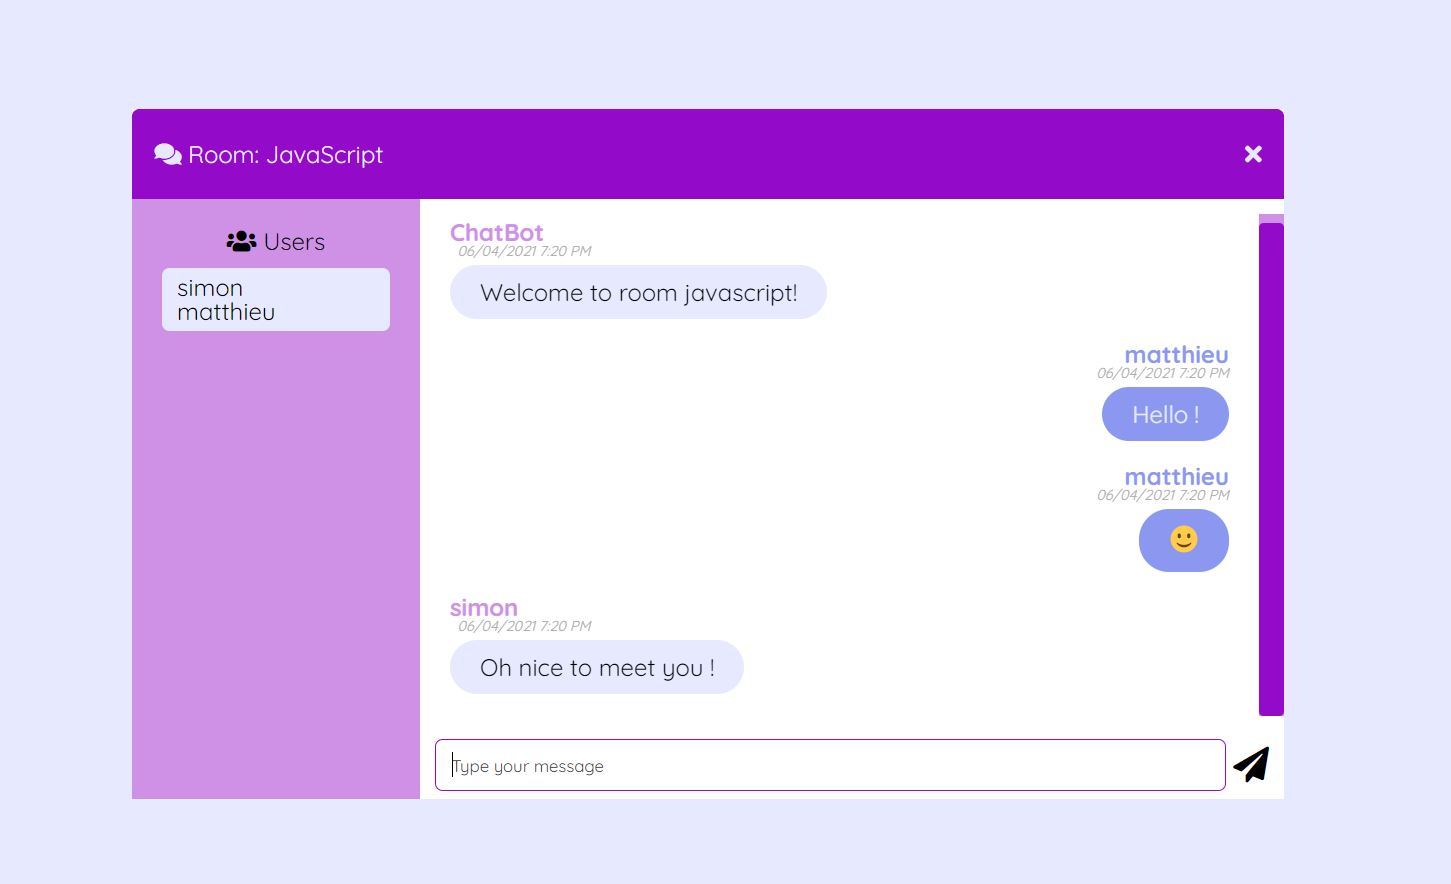 Room: JavaScript
Users
simon
matthieu
ChatBot
06/04/2021 7:20 PM
Welcome to room javascript!
matthieu
06/04/2021 7:20 PM
Hello !
matthieu
06/04/2021 7:20 PM
🙂
simon
06/04/2021 7:20 PM
Oh nice to meet you !
Type your message